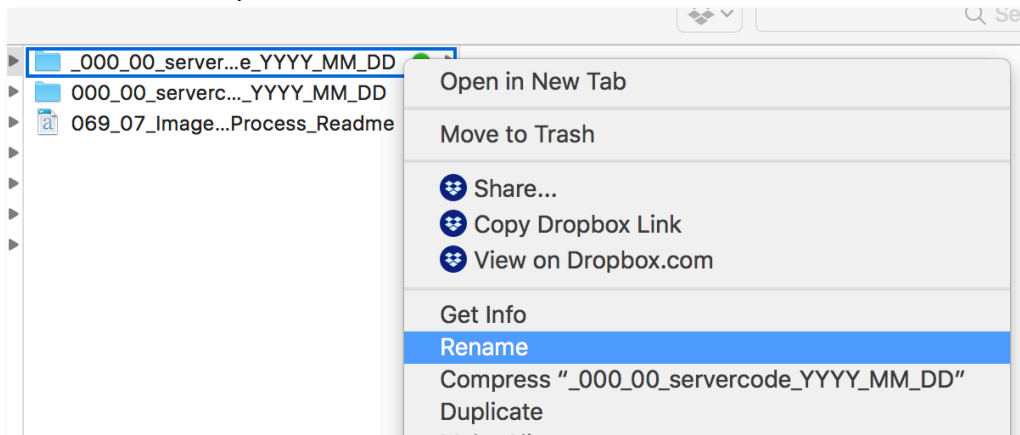 Se
_000_00_server...e_YYYY_MM_DD
000_00_serverc..._YYYY_MM_DD
069_07_Image...Process_Readme
Open in New Tab
Move to Trash
Share...
Copy Dropbox Link
View on Dropbox.com
Get Info
Rename
Compress “_000_00_servercode_YYYY_MM_DD”
Duplicate